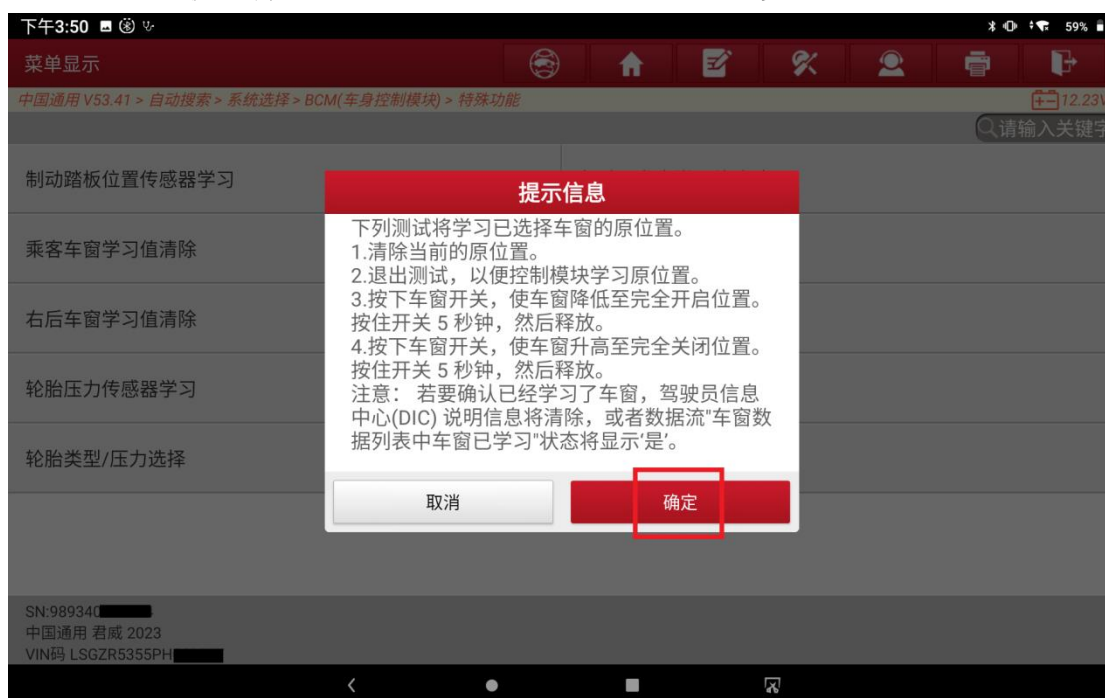 下午3:50
59%
菜单显示
中国通用 V53.41 > 自动搜索 > 系统选择 > BCM(车身控制模块) > 特殊功能
12.23V
请输入关键字
制动踏板位置传感器学习
乘客车窗学习值清除
右后车窗学习值清除
轮胎压力传感器学习
轮胎类型/压力选择
提示信息
下列测试将学习已选择车窗的原位置。
1.清除当前的原位置。
2.退出测试，以便控制模块学习原位置。
3.按下车窗开关，使车窗降低至完全开启位置。
按住开关 5 秒钟，然后释放。
4.按下车窗开关，使车窗升高至完全关闭位置。
按住开关 5 秒钟，然后释放。
注意： 若要确认已经学习了车窗，驾驶员信息
中心(DIC) 说明信息将清除，或者数据流"车窗数
据列表中车窗已学习"状态将显示‘是’。
取消
确定
SN:989340
中国通用 君威 2023
VIN码 LSGZR5355PH